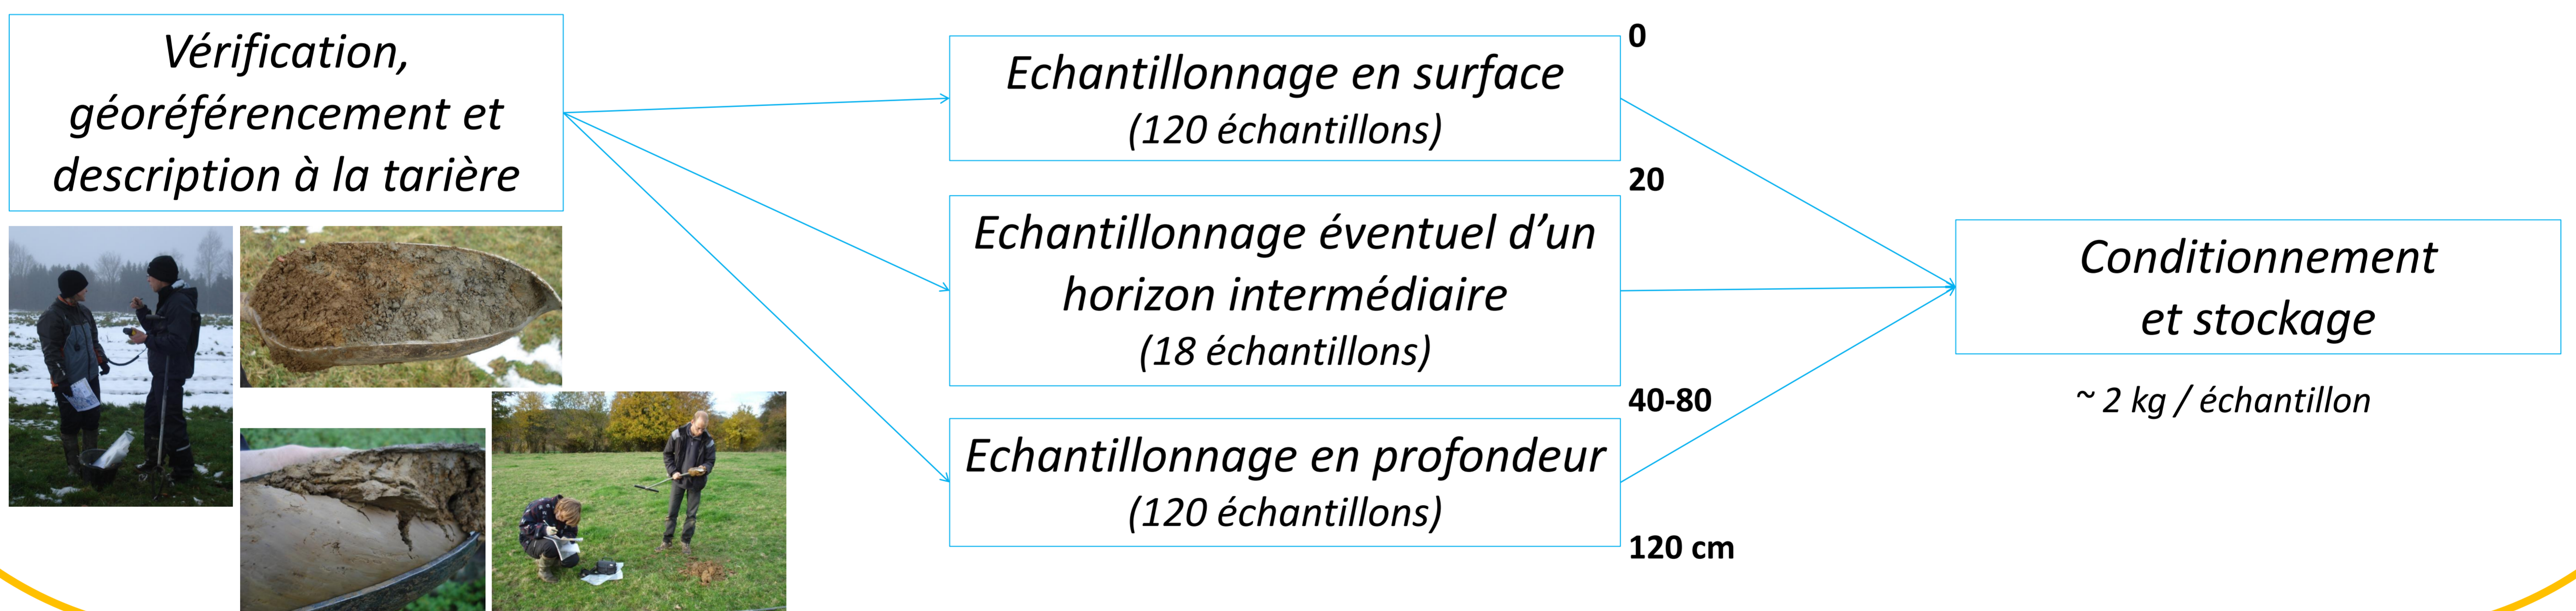 Vérification,
géoréférencement et
description à la tarière
0
Echantillonnage en surface
(120 échantillons)
20
Echantillonnage éventuel d’un
horizon intermédiaire
(18 échantillons)
40-80
Echantillonnage en profondeur
(120 échantillons)
120 cm
Conditionnement
et stockage
~ 2 kg / échantillon